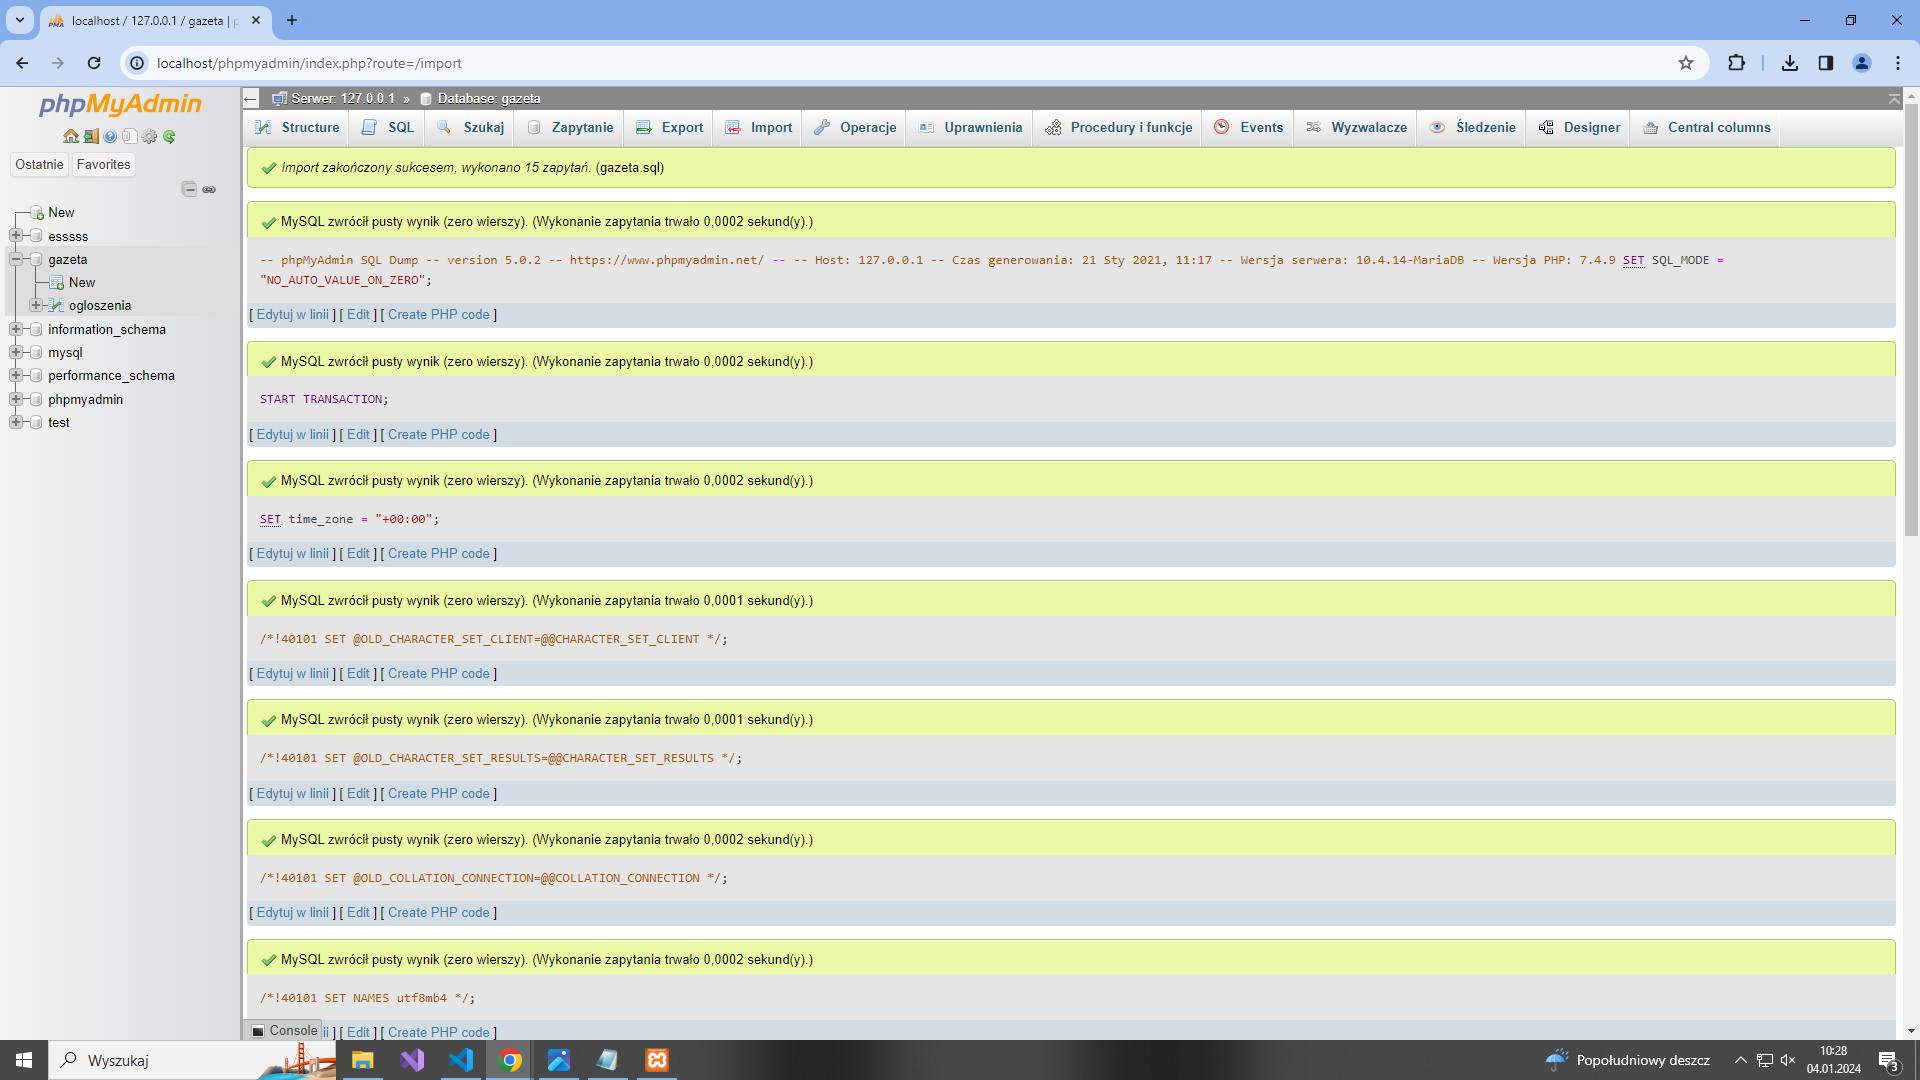 localhost / 127.0.0.1 / gazeta | p
localhost/phpmyadmin/index.php?route=/import
phpMyAdmin
Ostatnie Favorites
New
esssss
gazeta
New
ogloszenia
information_schema
mysql
performance_schema
phpmyadmin
test
Serwer: 127.0.0.1 » Database: gazeta
Structure SQL Szukaj Zapytanie Export Import Operacje Uprawnienia Procedury i funkcje Events Wyzwalacze Śledzenie Designer Central columns
Import zakończony sukcesem, wykonano 15 zapytań. (gazeta.sql)
MySQL zwrócił pusty wynik (zero wierszy). (Wykonanie zapytania trwało 0,0002 sekund(y).)
-- phpMyAdmin SQL Dump -- version 5.0.2 -- https://www.phpmyadmin.net/ -- -- Host: 127.0.0.1 -- Czas generowania: 21 Sty 2021, 11:17 -- Wersja serwera: 10.4.14-MariaDB -- Wersja PHP: 7.4.9 SET SQL_MODE =
"NO_AUTO_VALUE_ON_ZERO";
[ Edytuj w linii ] [ Edit ] [ Create PHP code ]
MySQL zwrócił pusty wynik (zero wierszy). (Wykonanie zapytania trwało 0,0002 sekund(y).)
START TRANSACTION;
[ Edytuj w linii ] [ Edit ] [ Create PHP code ]
MySQL zwrócił pusty wynik (zero wierszy). (Wykonanie zapytania trwało 0,0002 sekund(y).)
SET time_zone = "+00:00";
[ Edytuj w linii ] [ Edit ] [ Create PHP code ]
MySQL zwrócił pusty wynik (zero wierszy). (Wykonanie zapytania trwało 0,0001 sekund(y).)
/*!40101 SET @OLD_CHARACTER_SET_CLIENT=@@CHARACTER_SET_CLIENT */;
[ Edytuj w linii ] [ Edit ] [ Create PHP code ]
MySQL zwrócił pusty wynik (zero wierszy). (Wykonanie zapytania trwało 0,0001 sekund(y).)
/*!40101 SET @OLD_CHARACTER_SET_RESULTS=@@CHARACTER_SET_RESULTS */;
[ Edytuj w linii ] [ Edit ] [ Create PHP code ]
MySQL zwrócił pusty wynik (zero wierszy). (Wykonanie zapytania trwało 0,0002 sekund(y).)
/*!40101 SET @OLD_COLLATION_CONNECTION=@@COLLATION_CONNECTION */;
[ Edytuj w linii ] [ Edit ] [ Create PHP code ]
MySQL zwrócił pusty wynik (zero wierszy). (Wykonanie zapytania trwało 0,0002 sekund(y).)
/*!40101 SET NAMES utf8mb4 */;
Console ii ] [ Edit ] [ Create PHP code ]
Wyszukaj
Popołudniowy deszcz
10:28
04.01.2024
3